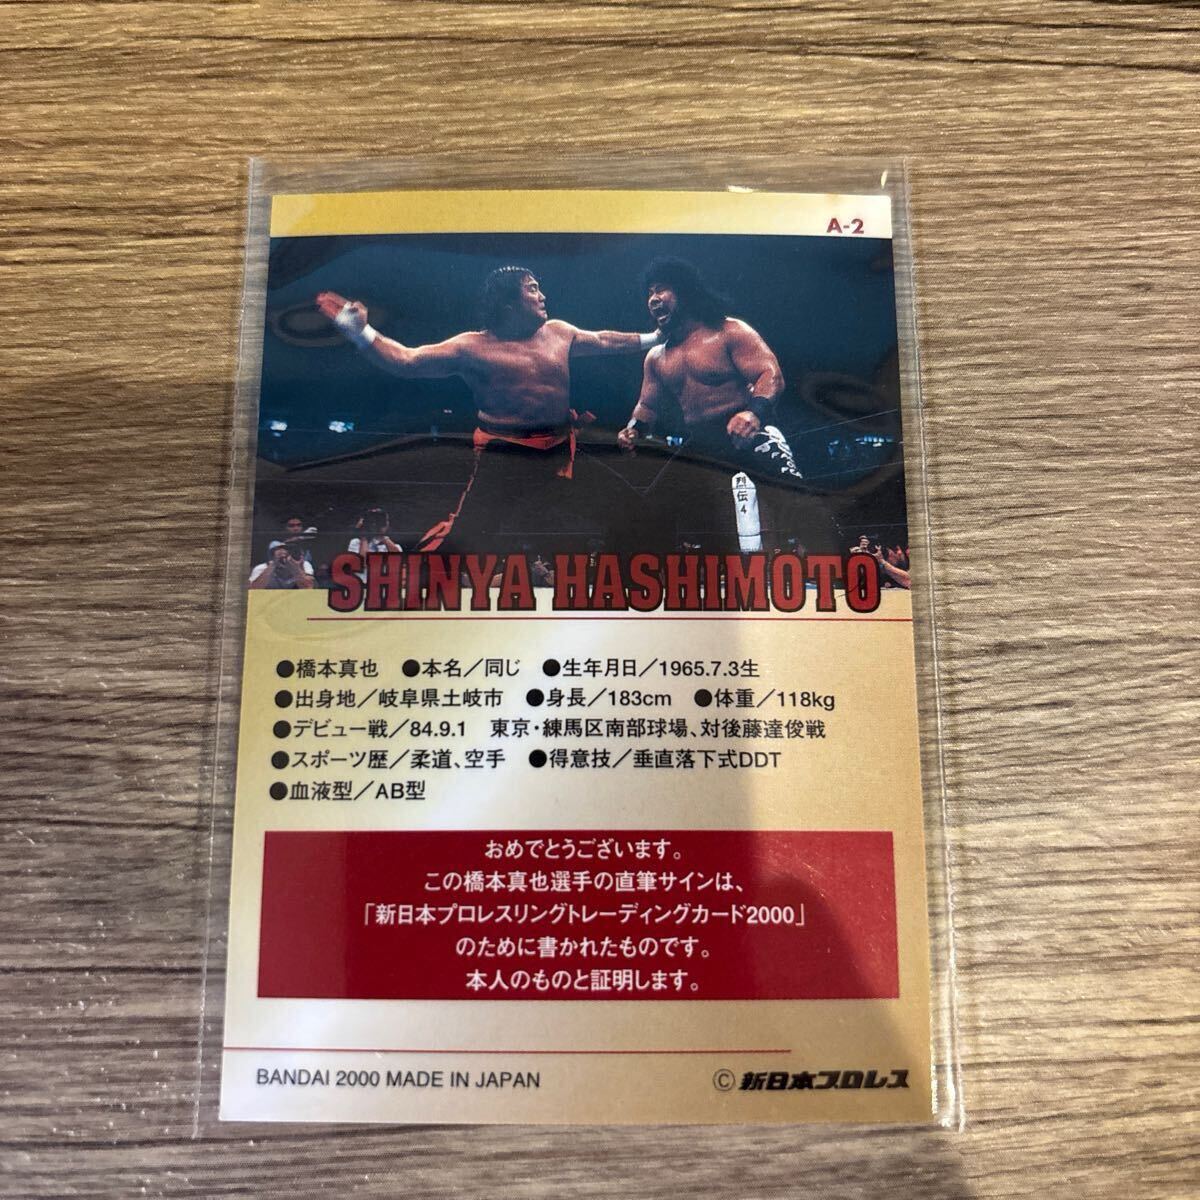 A-2
烈伝4
SHINYA HASHIMOTO
●橋本真也 ●本名／同じ ●生年月日／1965.7.3生
●出身地／岐阜県土岐市 ●身長／183cm ●体重／118kg
●デビュー戦／84.9.1 東京・練馬区南部球場、対後藤達俊戦
●スポーツ歴／柔道、空手 ●得意技／垂直落下式DDT
●血液型／AB型
おめでとうございます。
この橋本真也選手の直筆サインは、
「新日本プロレスリングトレーディングカード2000」
のために書かれたものです。
本人のものと証明します。
BANDAI 2000 MADE IN JAPAN
© 新日本プロレス